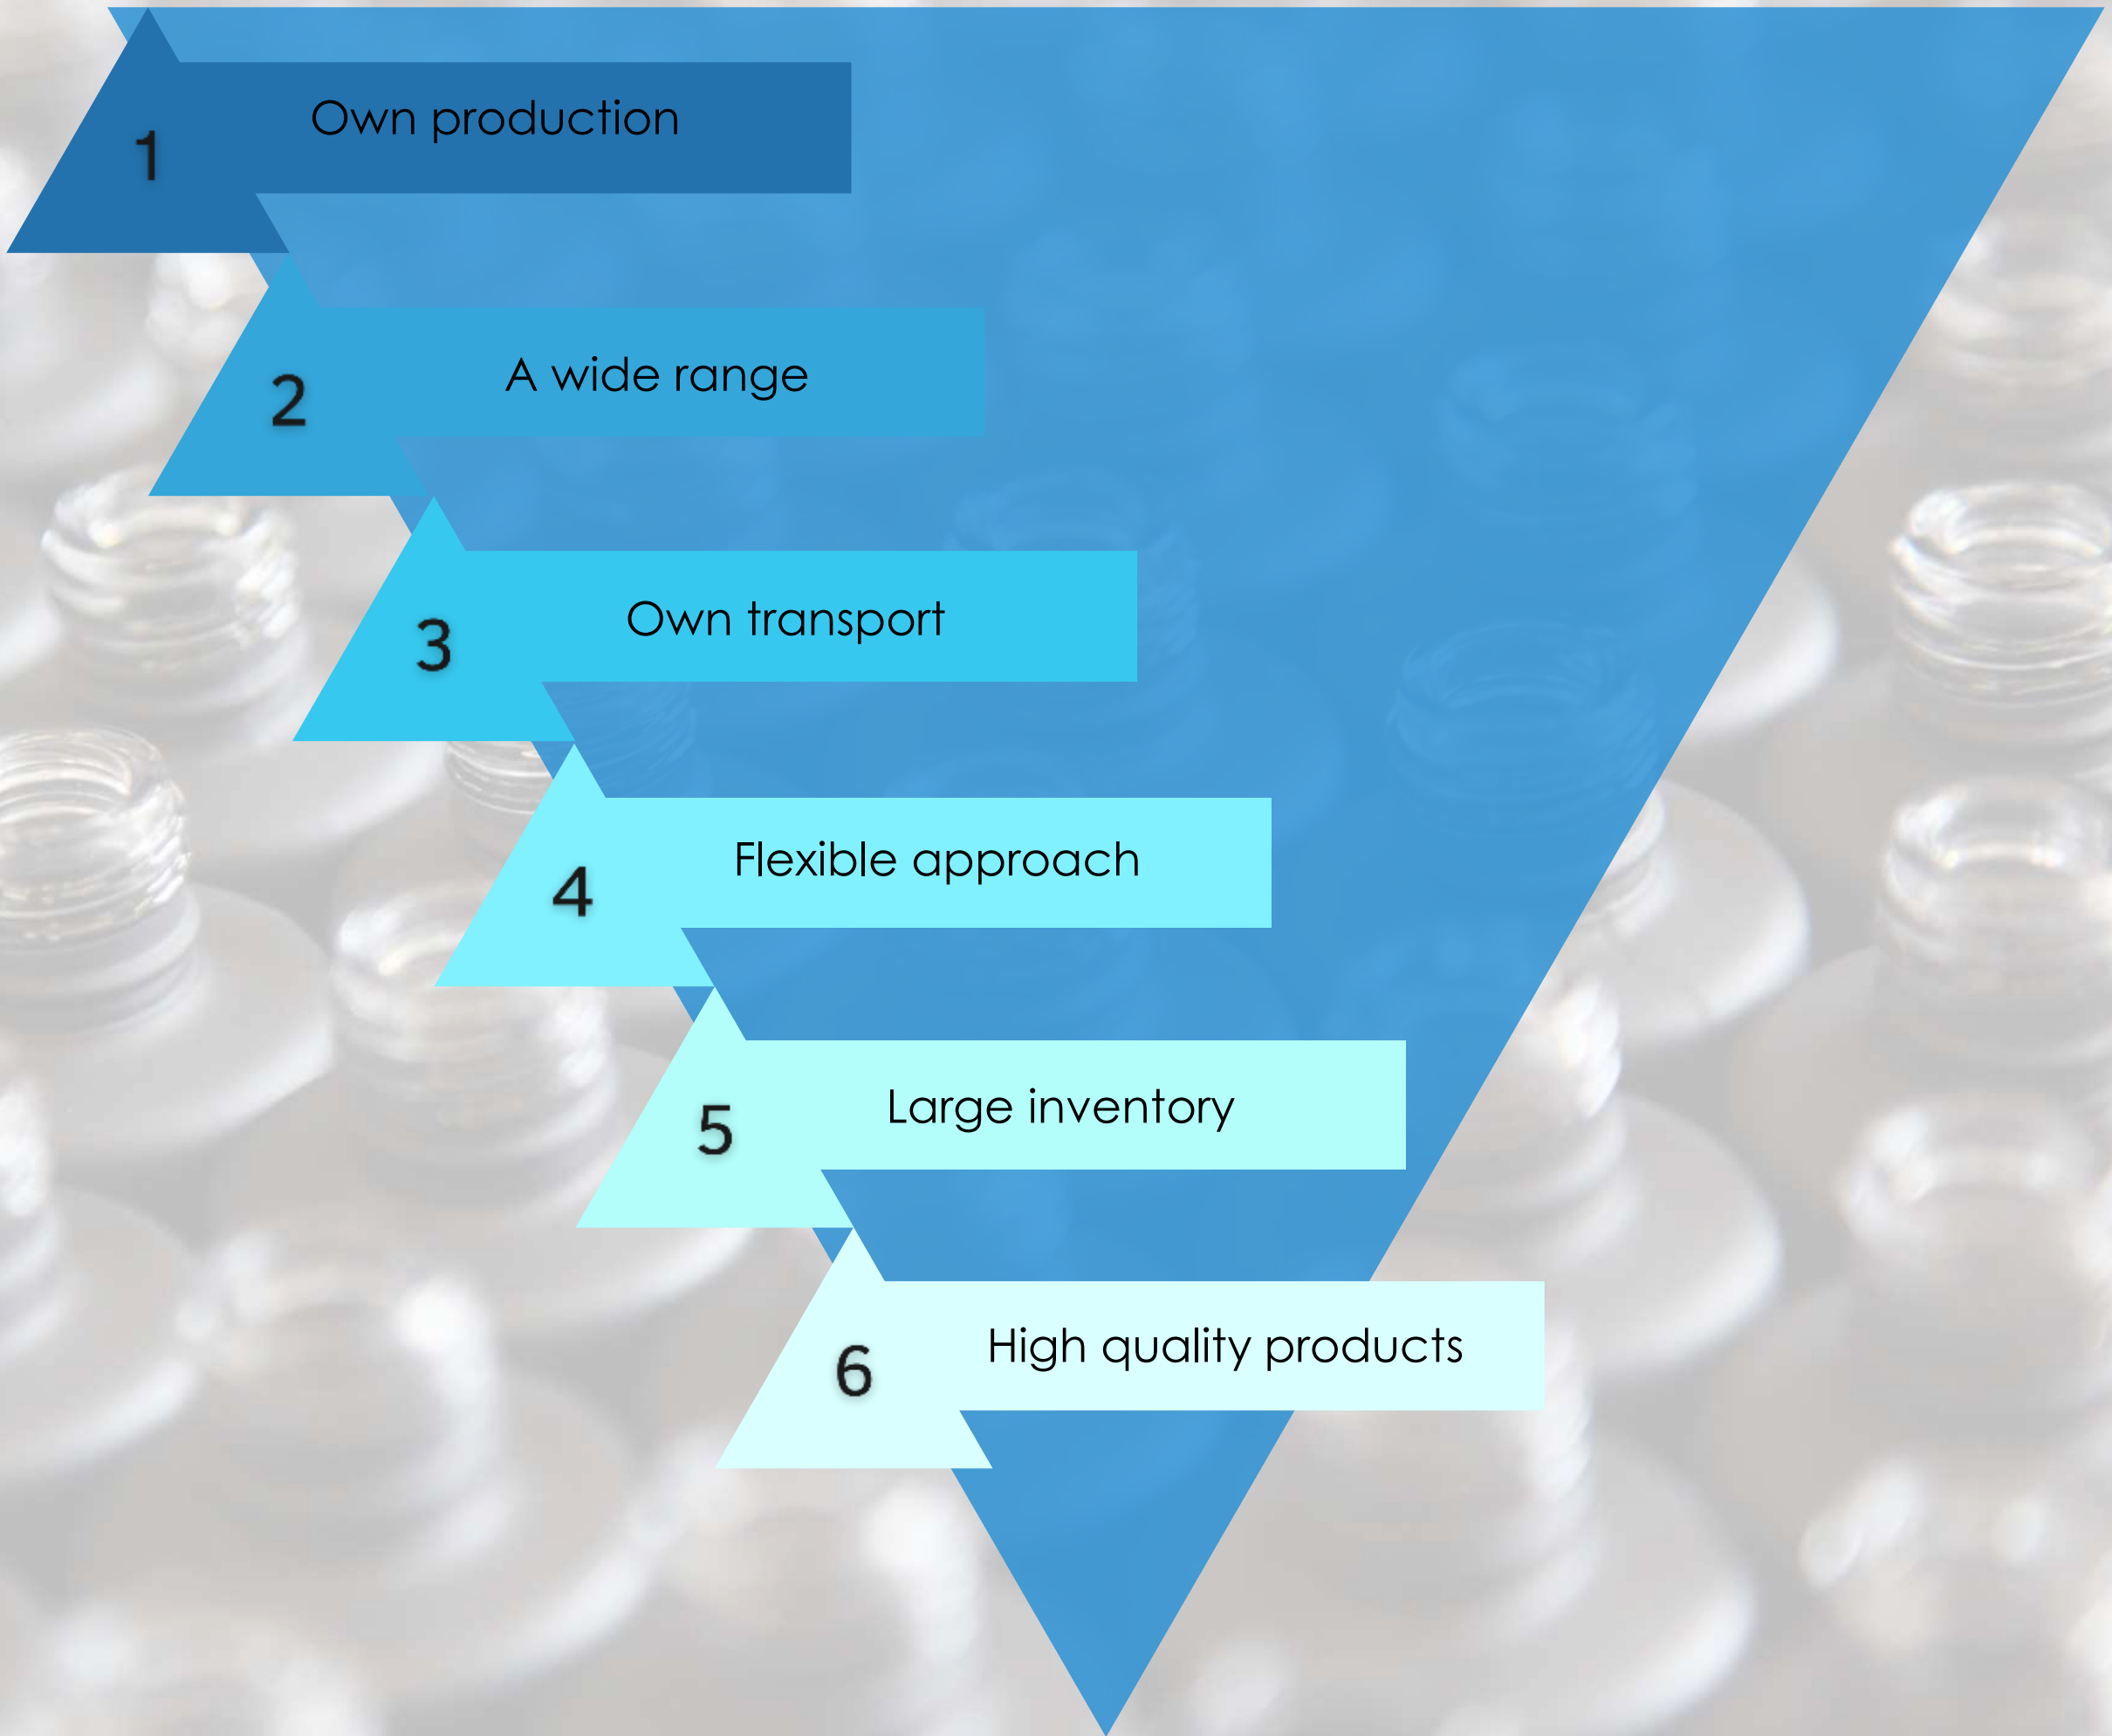 1
Own production
2
A wide range
3
Own transport
4
Flexible approach
5
Large inventory
6
High quality products